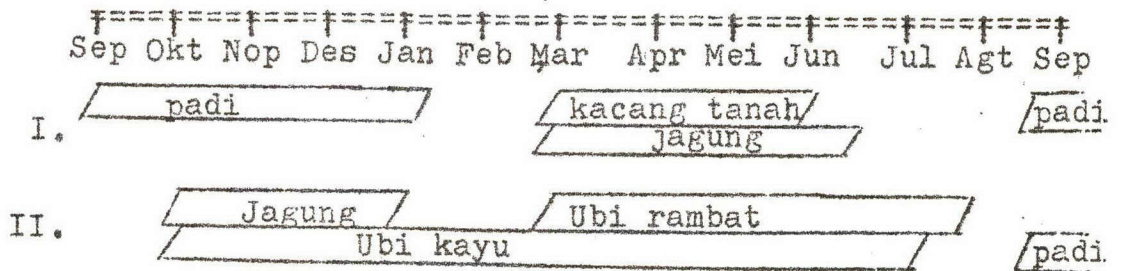 Sep Okt Nop Des Jan Feb Mar Apr Mei Jun Jul Agt Sep
padi kacang tanah padi.
I.
jagung
Jagung Ubi rambat
II.
Ubi kayu padi.